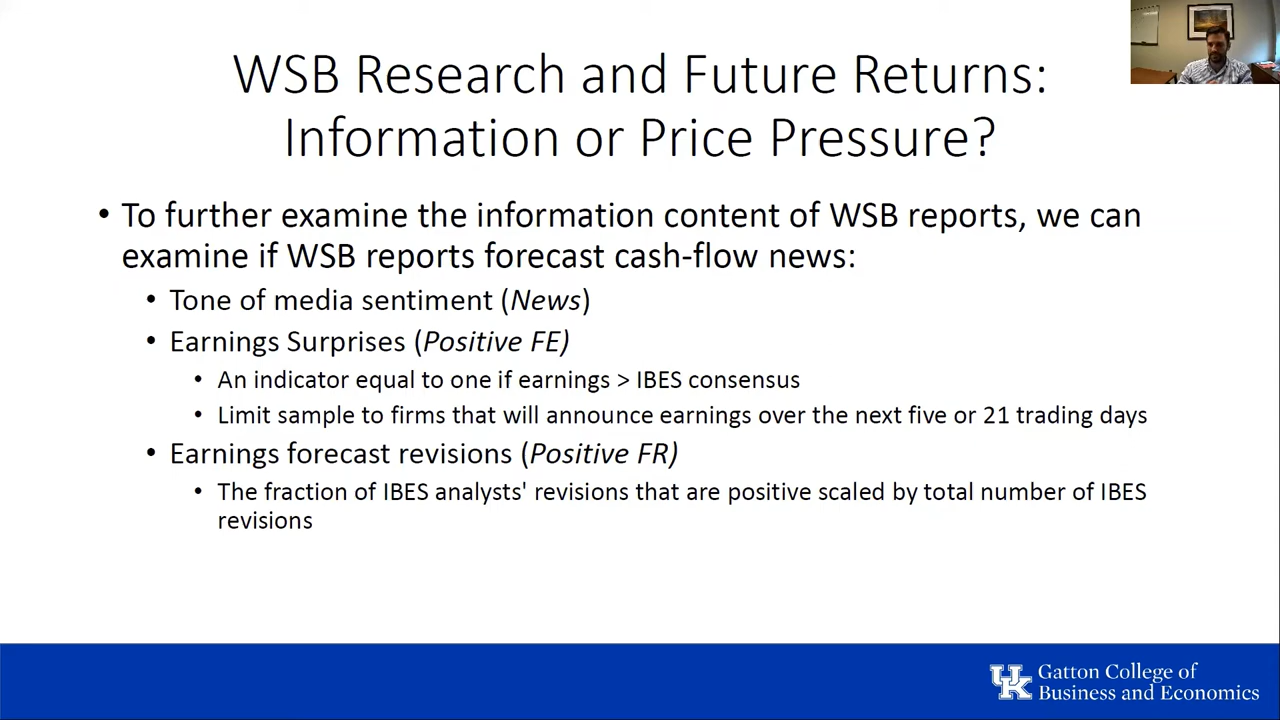 WSB Research and Future Returns:
Information or Price Pressure?
• To further examine the information content of WSB reports, we can
examine if WSB reports forecast cash-flow news:
• Tone of media sentiment (News)
• Earnings Surprises (Positive FE)
• An indicator equal to one if earnings > IBES consensus
• Limit sample to firms that will announce earnings over the next five or 21 trading days
• Earnings forecast revisions (Positive FR)
• The fraction of IBES analysts' revisions that are positive scaled by total number of IBES
revisions
UK Gatton College of
Business and Economics